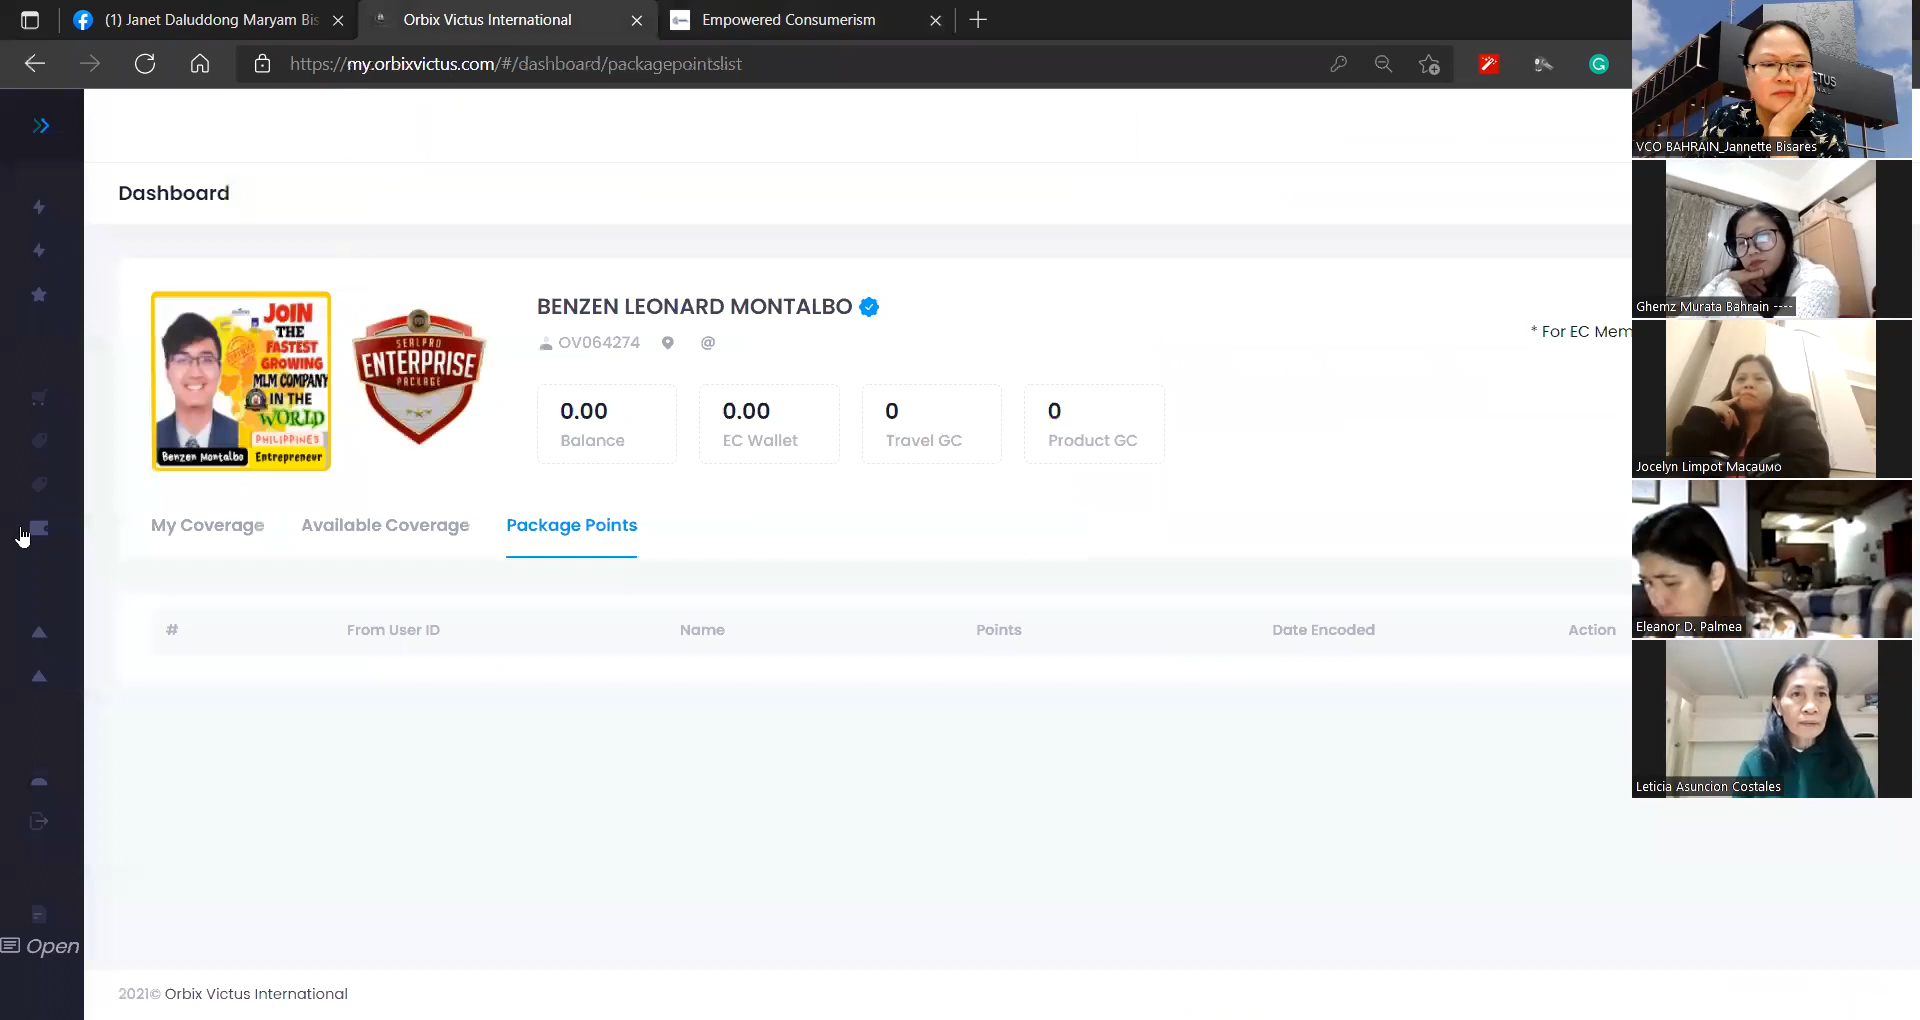 (1) Janet Daluddong Maryam Bis
Orbix Victus International
Empowered Consumerism
https://my.orbixvictus.com/#/dashboard/packagepointslist
Dashboard
JOIN
THE
FASTEST
GROWING
MLM COMPANY
IN THE
WORLD
PHILIPPINES
Benzen Montalbo
Entrepreneur
SEALPRO
ENTERPRISE
PACKAGE
BENZEN LEONARD MONTALBO
OV064274
@
* For EC Mem
0.00
Balance
0.00
EC Wallet
0
Travel GC
0
Product GC
My Coverage
Available Coverage
Package Points
# From User ID Name Points Date Encoded Action
Open
2021© Orbix Victus International
VCO BAHRAIN_Jannette Bisares
Ghemz Murata Bahrain ----
Jocelyn Limpot Macaumo
Eleanor D. Palmea
Leticia Asuncion Costales